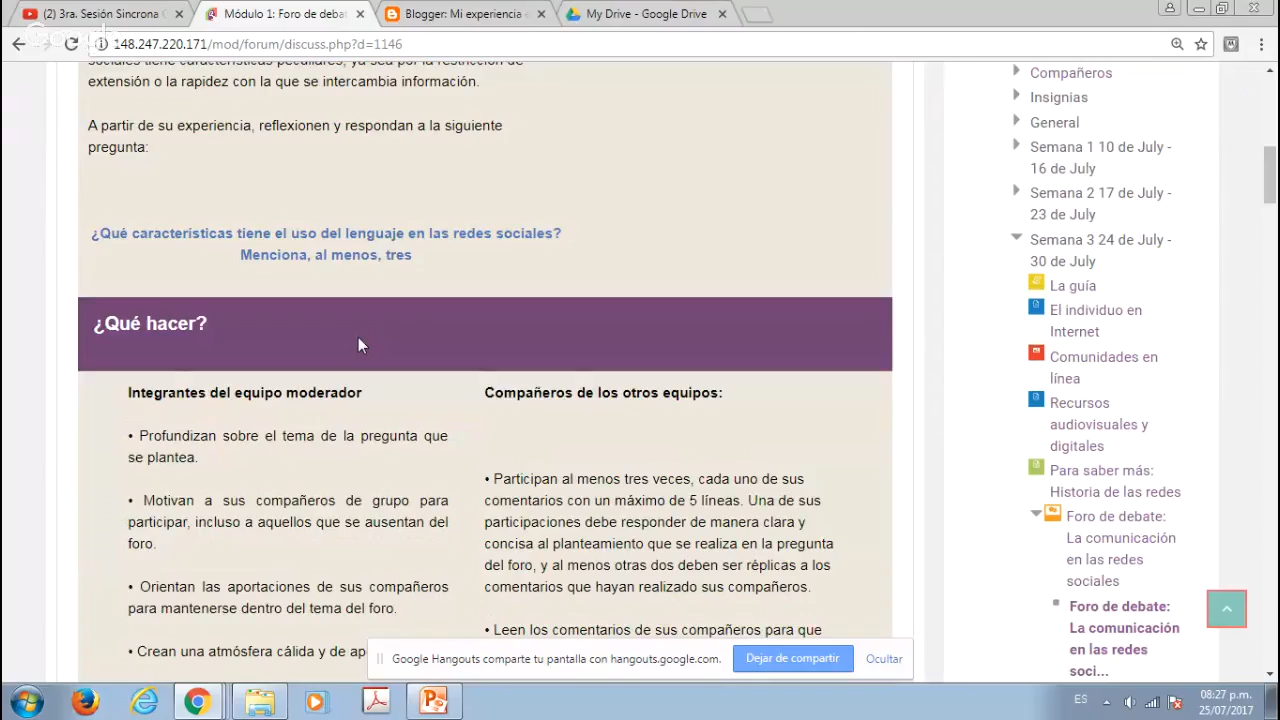 (2) 3ra. Sesión Sincrona
Módulo 1: Foro de deba
Blogger: Mi experiencia
My Drive - Google Drive
148.247.220.171/mod/forum/discuss.php?d=1146
sociales tiene características peculiares, ya sea por la restricción de
extensión o la rapidez con la que se intercambia información.
A partir de su experiencia, reflexionen y respondan a la siguiente
pregunta:
¿Qué características tiene el uso del lenguaje en las redes sociales?
Menciona, al menos, tres
¿Qué hacer?
Integrantes del equipo moderador
• Profundizan sobre el tema de la pregunta que
se plantea.
• Motivan a sus compañeros de grupo para
participar, incluso a aquellos que se ausentan del
foro.
• Orientan las aportaciones de sus compañeros
para mantenerse dentro del tema del foro.
• Crean una atmósfera cálida y de
Compañeros de los otros equipos:
• Participan al menos tres veces, cada uno de sus
comentarios con un máximo de 5 líneas. Una de sus
participaciones debe responder de manera clara y
concisa al planteamiento que se realiza en la pregunta
del foro, y al menos otras dos deben ser réplicas a los
comentarios que hayan realizado sus compañeros.
• Leen los comentarios de sus compañeros para que
Compañeros
Insignias
General
Semana 1 10 de July -
16 de July
Semana 2 17 de July -
23 de July
Semana 3 24 de July -
30 de July
La guía
El individuo en
Internet
Comunidades en
línea
Recursos
audiovisuales y
digitales
Para saber más:
Historia de las redes
Foro de debate:
La comunicación
en las redes
sociales
Foro de debate:
La comunicación
en las redes
soci...
Google Hangouts comparte tu pantalla con hangouts.google.com.
Dejar de compartir
Ocultar
ES
08:27 p.m.
25/07/2017